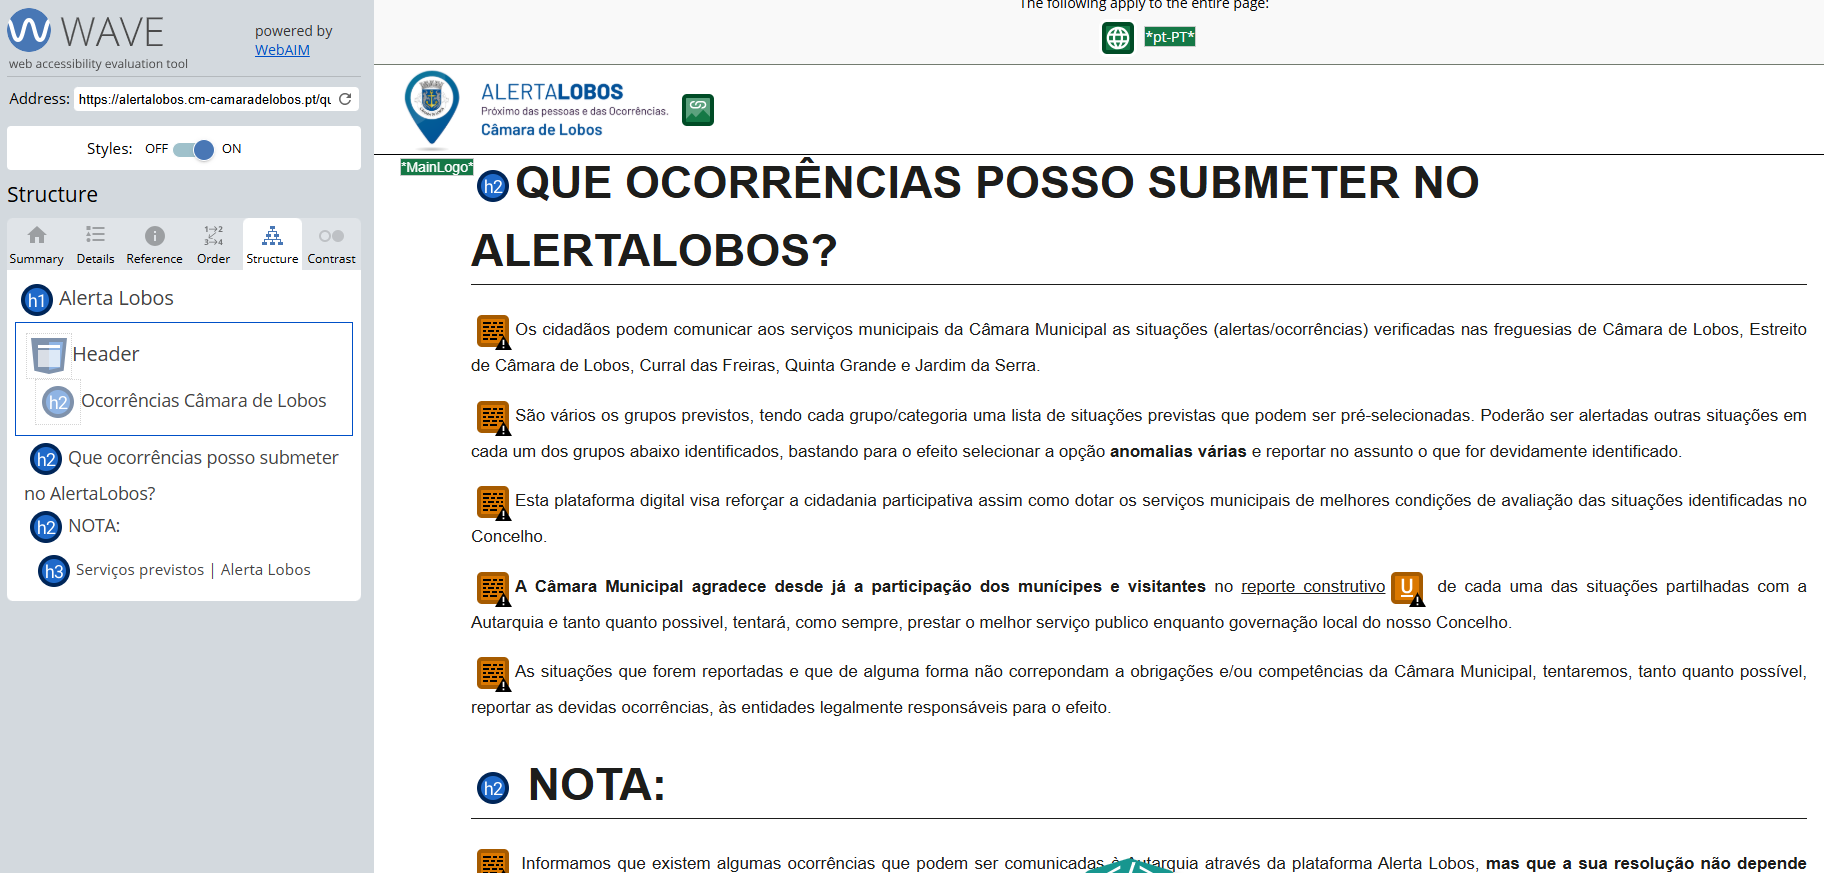 WAVE
powered by
WebAIM
web accessibility evaluation tool
Address: https://alertalobos.cm-camaradelobos.pt/qu
Styles: OFF ON
Structure
Summary Details Reference Order Structure Contrast
h1 Alerta Lobos
Header
h2 Ocorrências Câmara de Lobos
h2 Que ocorrências posso submeter
no AlertaLobos?
h2 NOTA:
h3 Serviços previstos | Alerta Lobos
The following apply to the entire page:
*pt-PT*
ALERTALOBOS
Próximo das pessoas e das Ocorrências.
Câmara de Lobos
*MainLogo*
h2 QUE OCORRÊNCIAS POSSO SUBMETER NO
ALERTALOBOS?
Os cidadãos podem comunicar aos serviços municipais da Câmara Municipal as situações (alertas/ocorrências) verificadas nas freguesias de Câmara de Lobos, Estreito
de Câmara de Lobos, Curral das Freiras, Quinta Grande e Jardim da Serra.
São vários os grupos previstos, tendo cada grupo/categoria uma lista de situações previstas que podem ser pré-selecionadas. Poderão ser alertadas outras situações em
cada um dos grupos abaixo identificados, bastando para o efeito selecionar a opção anomalias várias e reportar no assunto o que for devidamente identificado.
Esta plataforma digital visa reforçar a cidadania participativa assim como dotar os serviços municipais de melhores condições de avaliação das situações identificadas no
Concelho.
A Câmara Municipal agradece desde já a participação dos munícipes e visitantes no reporte construtivo U de cada uma das situações partilhadas com a
Autarquia e tanto quanto possivel, tentará, como sempre, prestar o melhor serviço publico enquanto governação local do nosso Concelho.
As situações que forem reportadas e que de alguma forma não correpondam a obrigações e/ou competências da Câmara Municipal, tentaremos, tanto quanto possível,
reportar as devidas ocorrências, às entidades legalmente responsáveis para o efeito.
h2 NOTA:
Informamos que existem algumas ocorrências que podem ser comunicadas à Autarquia através da plataforma Alerta Lobos, mas que a sua resolução não depende